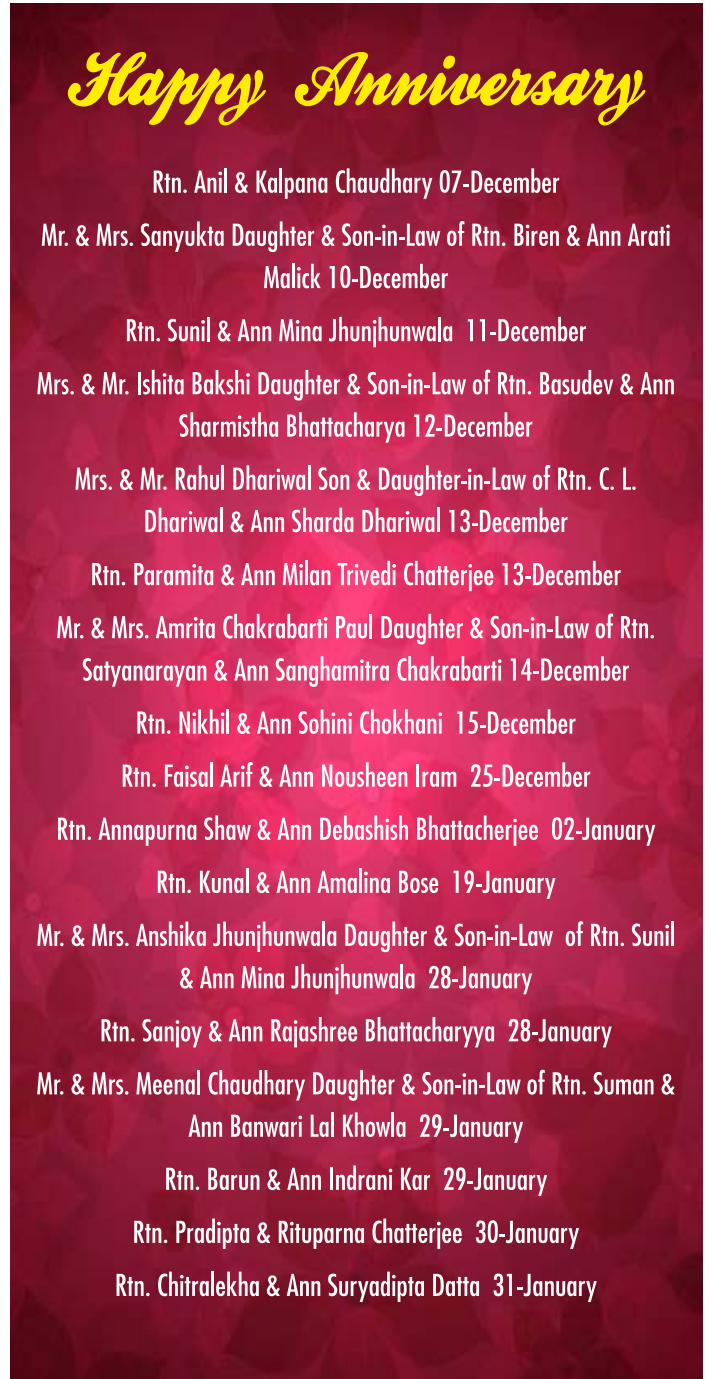 Happy Anniversary
Rtn. Anil & Kalpana Chaudhary 07-December
Mr. & Mrs. Sanyukta Daughter & Son-in-Law of Rtn. Biren & Ann Arati
Malick 10-December
Rtn. Sunil & Ann Mina Jhunjhunwala 11-December
Mrs. & Mr. Ishita Bakshi Daughter & Son-in-Law of Rtn. Basudev & Ann
Sharmistha Bhattacharya 12-December
Mrs. & Mr. Rahul Dhariwal Son & Daughter-in-Law of Rtn. C. L.
Dhariwal & Ann Sharda Dhariwal 13-December
Rtn. Paramita & Ann Milan Trivedi Chatterjee 13-December
Mr. & Mrs. Amrita Chakrabarti Paul Daughter & Son-in-Law of Rtn.
Satyanarayan & Ann Sanghamitra Chakrabarti 14-December
Rtn. Nikhil & Ann Sohini Chokhani 15-December
Rtn. Faisal Arif & Ann Nousheen Iram 25-December
Rtn. Annapurna Shaw & Ann Debashish Bhattacherjee 02-January
Rtn. Kunal & Ann Amalina Bose 19-January
Mr. & Mrs. Anshika Jhunjhunwala Daughter & Son-in-Law of Rtn. Sunil
& Ann Mina Jhunjhunwala 28-January
Rtn. Sanjoy & Ann Rajashree Bhattacharyya 28-January
Mr. & Mrs. Meenal Chaudhary Daughter & Son-in-Law of Rtn. Suman &
Ann Banwari Lal Khowla 29-January
Rtn. Barun & Ann Indrani Kar 29-January
Rtn. Pradipta & Rituparna Chatterjee 30-January
Rtn. Chitralekha & Ann Suryadipta Datta 31-January